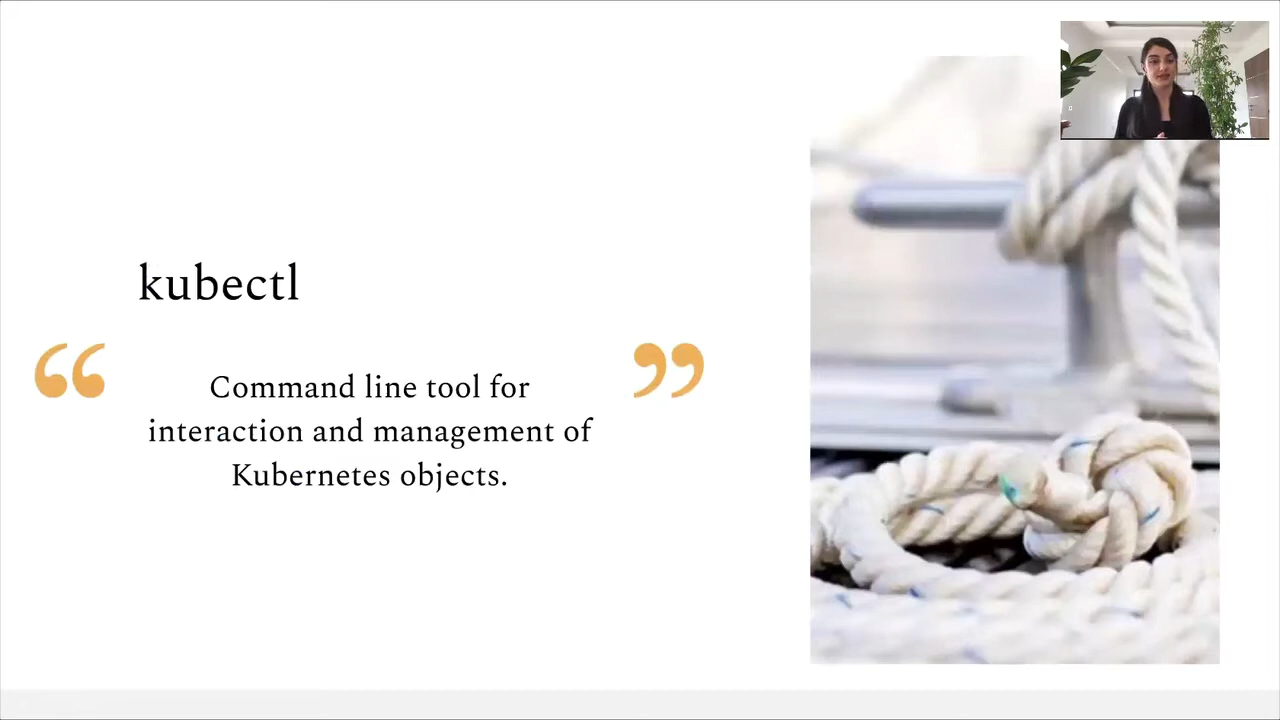 kubectl
“ ”
Command line tool for
interaction and management of
Kubernetes objects.